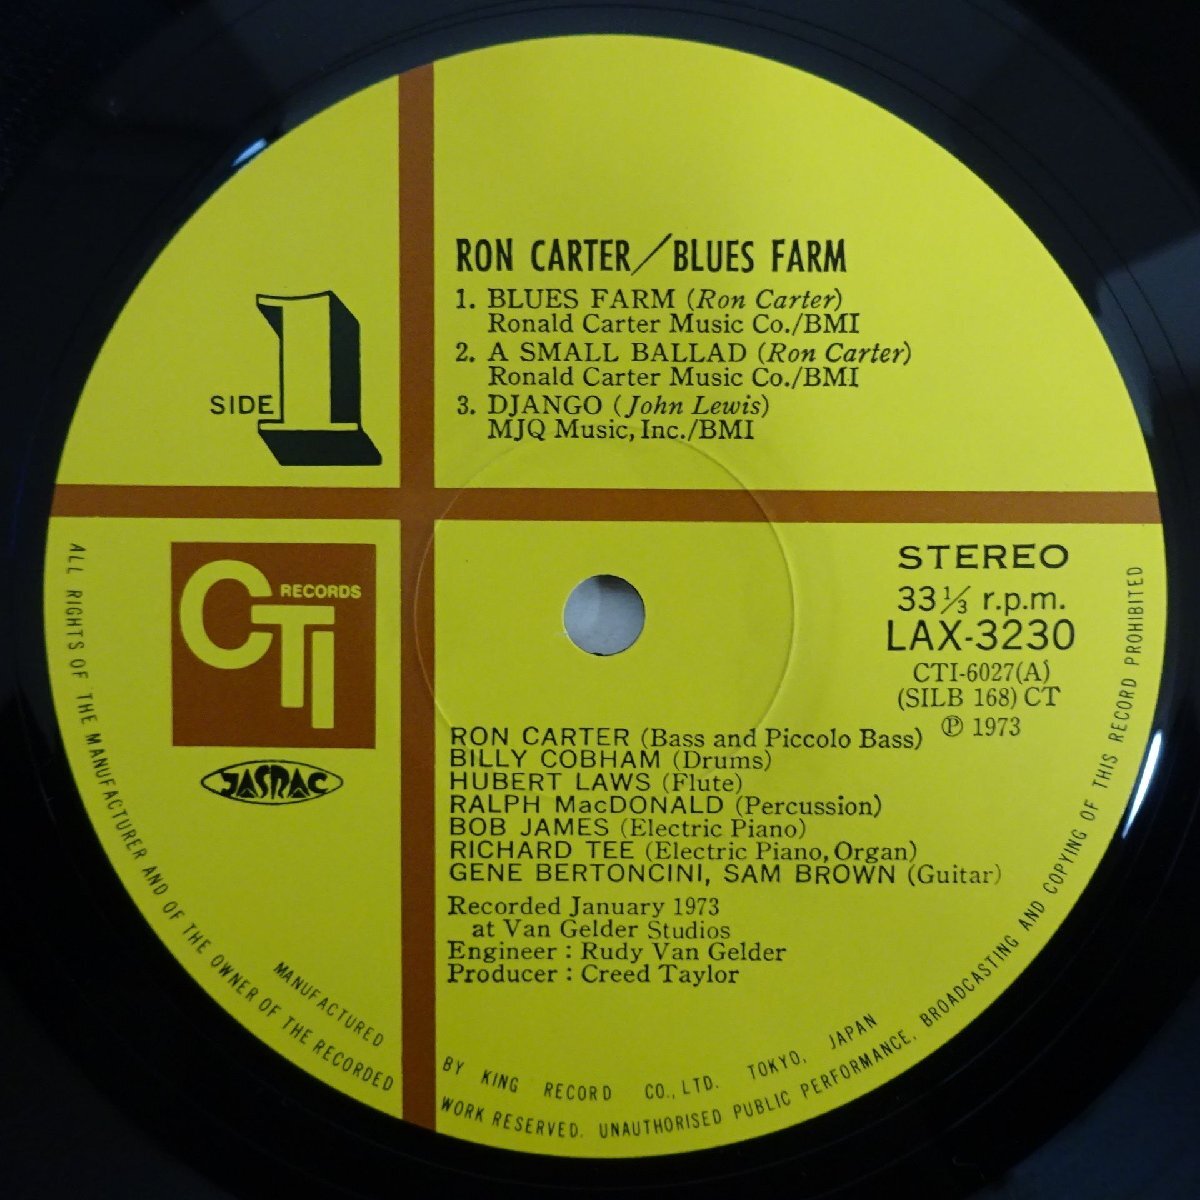 RON CARTER/BLUES FARM
1. BLUES FARM (Ron Carter)
Ronald Carter Music Co./BMI
2. A SMALL BALLAD (Ron Carter)
Ronald Carter Music Co./BMI
3. DJANGO (John Lewis)
MJQ Music, Inc./BMI
SIDE 1
CTI RECORDS
JASRAC
STEREO
33 1/3 r.p.m.
LAX-3230
CTI-6027(A)
(SILB 168) CT
Ⓟ 1973
RON CARTER (Bass and Piccolo Bass)
BILLY COBHAM (Drums)
HUBERT LAWS (Flute)
RALPH MacDONALD (Percussion)
BOB JAMES (Electric Piano)
RICHARD TEE (Electric Piano, Organ)
GENE BERTONCINI, SAM BROWN (Guitar)
Recorded January 1973
at Van Gelder Studios
Engineer : Rudy Van Gelder
Producer : Creed Taylor
MANUFACTURED BY KING RECORD CO., LTD. TOKYO, JAPAN
ALL RIGHTS OF THE MANUFACTURER AND OF THE OWNER OF THE RECORDED WORK RESERVED. UNAUTHORISED PUBLIC PERFORMANCE, BROADCASTING AND COPYING OF THIS RECORD PROHIBITED